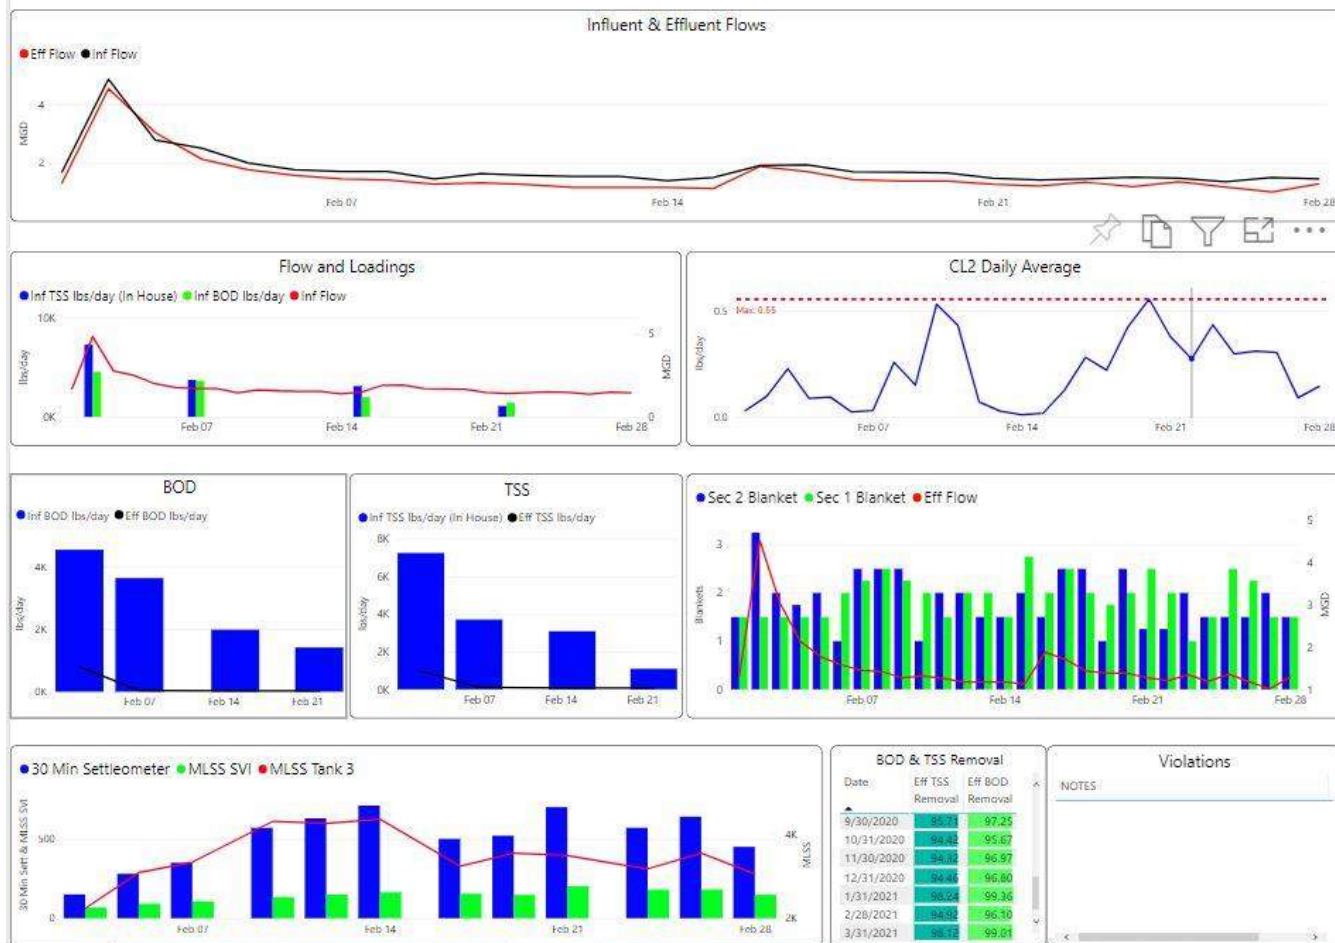 Influent & Effluent Flows
Eff Flow Inf Flow
4
MGD
2
Feb 07 Feb 14 Feb 21 Feb 28
Flow and Loadings
Inf TSS lbs/day (In House) Inf BOD lbs/day Inf Flow
10K
5
lbs/day
MGD
0K
0
Feb 07 Feb 14 Feb 21 Feb 28
CL2 Daily Average
0.5
Max: 0.55
lbs/day
0.0
Feb 07 Feb 14 Feb 21 Feb 28
BOD
Inf BOD lbs/day Eff BOD lbs/day
4K
lbs/day
2K
0K
Feb 07 Feb 14 Feb 21
TSS
Inf TSS lbs/day (In House) Eff TSS lbs/day
8K
6K
lbs/day
4K
2K
0K
Feb 07 Feb 14 Feb 21
Sec 2 Blanket Sec 1 Blanket Eff Flow
5
3
4
2
3
Blankets
MGD
1
2
0
1
Feb 07 Feb 14 Feb 21 Feb 28
30 Min Settleometer MLSS SVI MLSS Tank 3
30 Min Sett & MLSS SVI
500
4K
MLSS
0
2K
Feb 07 Feb 14 Feb 21 Feb 28
BOD & TSS Removal
Date Eff TSS Removal Eff BOD Removal
9/30/2020 95.71 97.25
10/31/2020 94.42 95.67
11/30/2020 94.32 96.97
12/31/2020 94.46 96.80
1/31/2021 98.24 99.36
2/28/2021 94.92 96.10
3/31/2021 98.12 99.01
Violations
NOTES